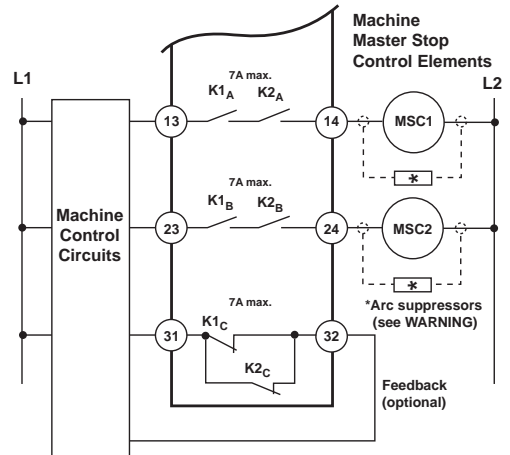 Machine
Master Stop
Control Elements
L1
L2
7A max.
K1A K2A
13
14
MSC1
*
7A max.
K1B K2B
Machine
Control
Circuits
23
24
MSC2
*
*Arc suppressors
(see WARNING)
7A max.
31
K1C
32
K2C
Feedback
(optional)